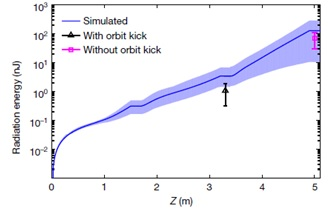 10³
10²
10¹
10⁰
10⁻¹
10⁻²
Radiation energy (nJ)
Simulated
With orbit kick
Without orbit kick
0
1
2
3
4
5
Z (m)